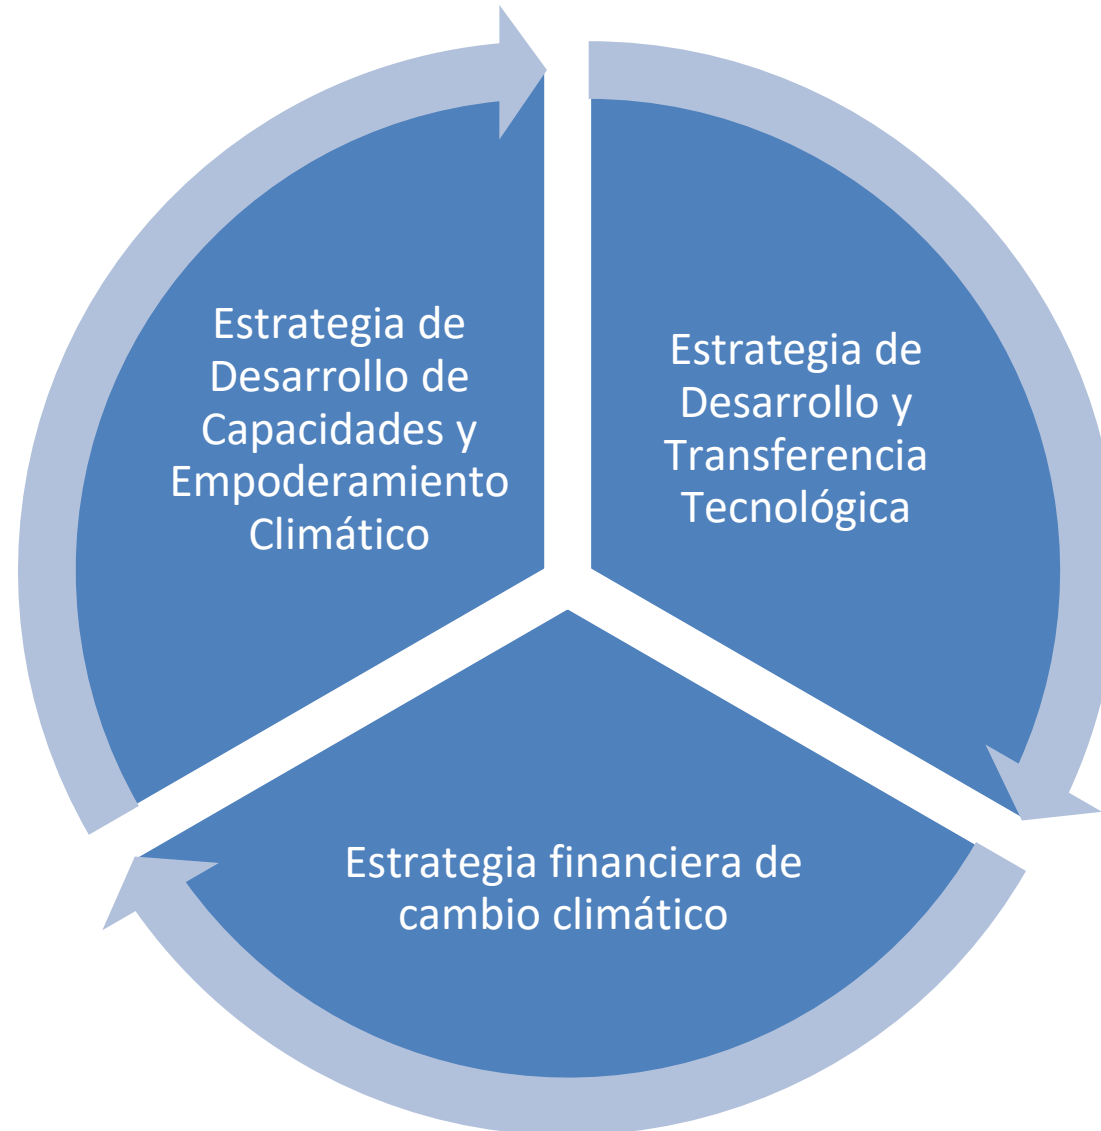 Estrategia de
Desarrollo de
Capacidades y
Empoderamiento
Climático
Estrategia de
Desarrollo y
Transferencia
Tecnológica
Estrategia financiera de
cambio climático